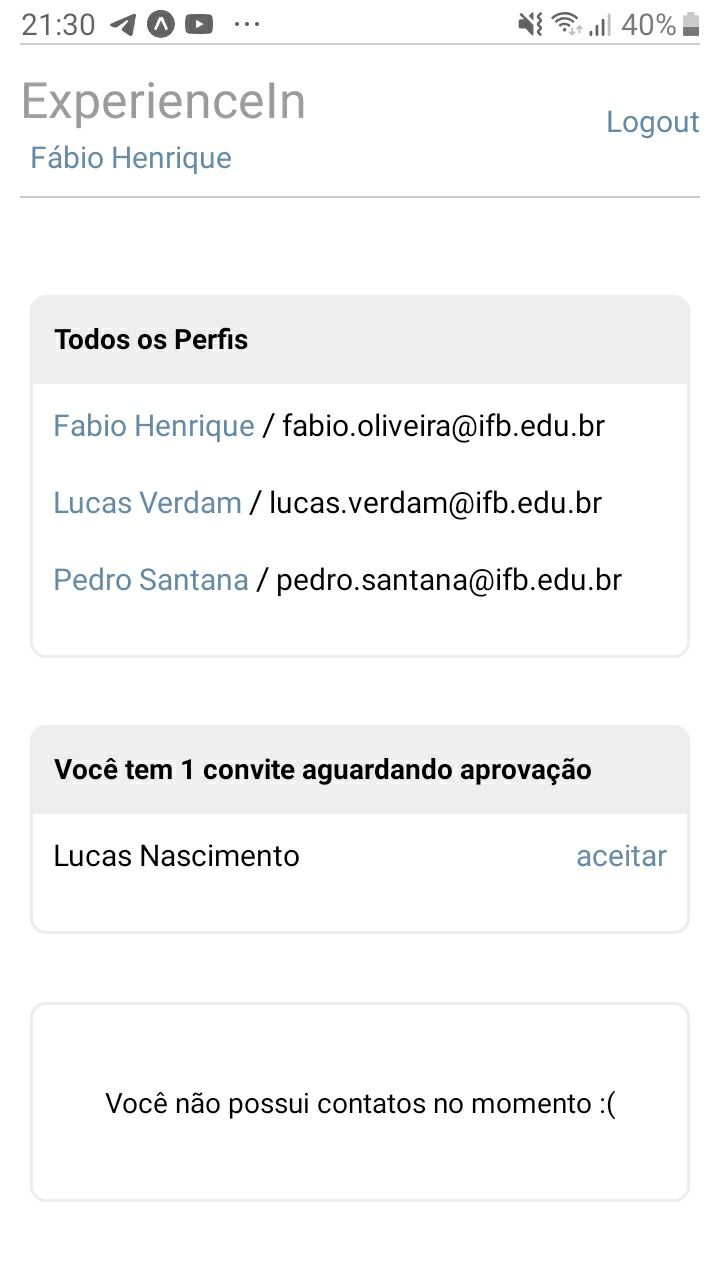 21:30 ... 40%
ExperienceIn
Logout
Fábio Henrique
Todos os Perfis
Fabio Henrique / fabio.oliveira@ifb.edu.br
Lucas Verdam / lucas.verdam@ifb.edu.br
Pedro Santana / pedro.santana@ifb.edu.br
Você tem 1 convite aguardando aprovação
Lucas Nascimento aceitar
Você não possui contatos no momento :(